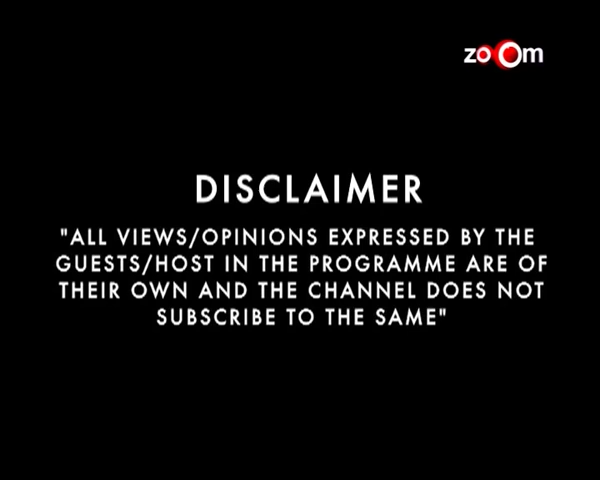 zoom
DISCLAIMER
"ALL VIEWS/OPINIONS EXPRESSED BY THE
GUESTS/HOST IN THE PROGRAMME ARE OF
THEIR OWN AND THE CHANNEL DOES NOT
SUBSCRIBE TO THE SAME"